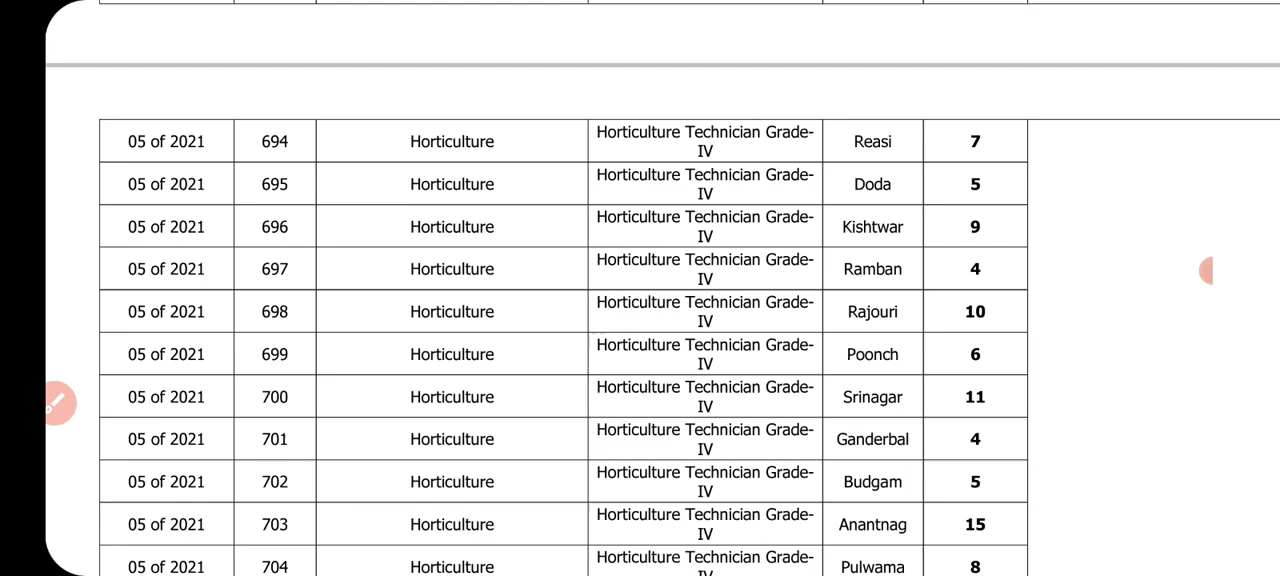 05 of 2021 694 Horticulture Horticulture Technician Grade-IV Reasi 7
05 of 2021 695 Horticulture Horticulture Technician Grade-IV Doda 5
05 of 2021 696 Horticulture Horticulture Technician Grade-IV Kishtwar 9
05 of 2021 697 Horticulture Horticulture Technician Grade-IV Ramban 4
05 of 2021 698 Horticulture Horticulture Technician Grade-IV Rajouri 10
05 of 2021 699 Horticulture Horticulture Technician Grade-IV Poonch 6
05 of 2021 700 Horticulture Horticulture Technician Grade-IV Srinagar 11
05 of 2021 701 Horticulture Horticulture Technician Grade-IV Ganderbal 4
05 of 2021 702 Horticulture Horticulture Technician Grade-IV Budgam 5
05 of 2021 703 Horticulture Horticulture Technician Grade-IV Anantnag 15
05 of 2021 704 Horticulture Horticulture Technician Grade-IV Pulwama 8